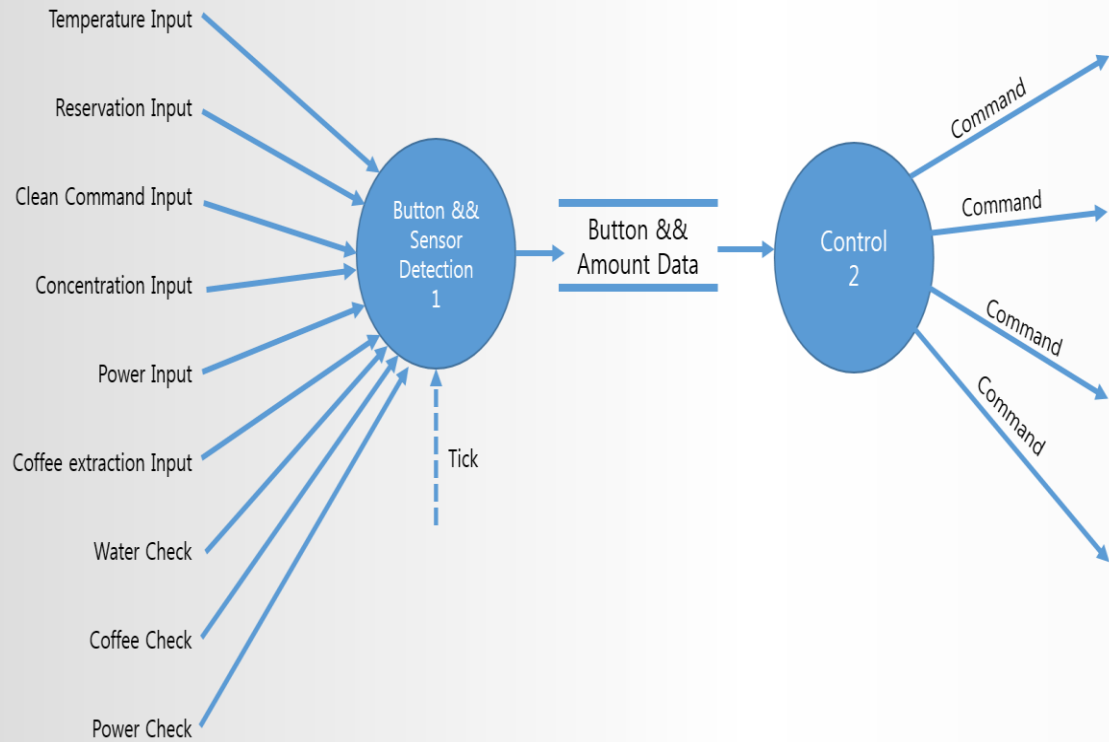 Temperature Input
Reservation Input
Clean Command Input
Concentration Input
Power Input
Coffee extraction Input
Water Check
Coffee Check
Power Check
Button &&
Sensor
Detection
1
Tick
Button &&
Amount Data
Control
2
Command
Command
Command
Command